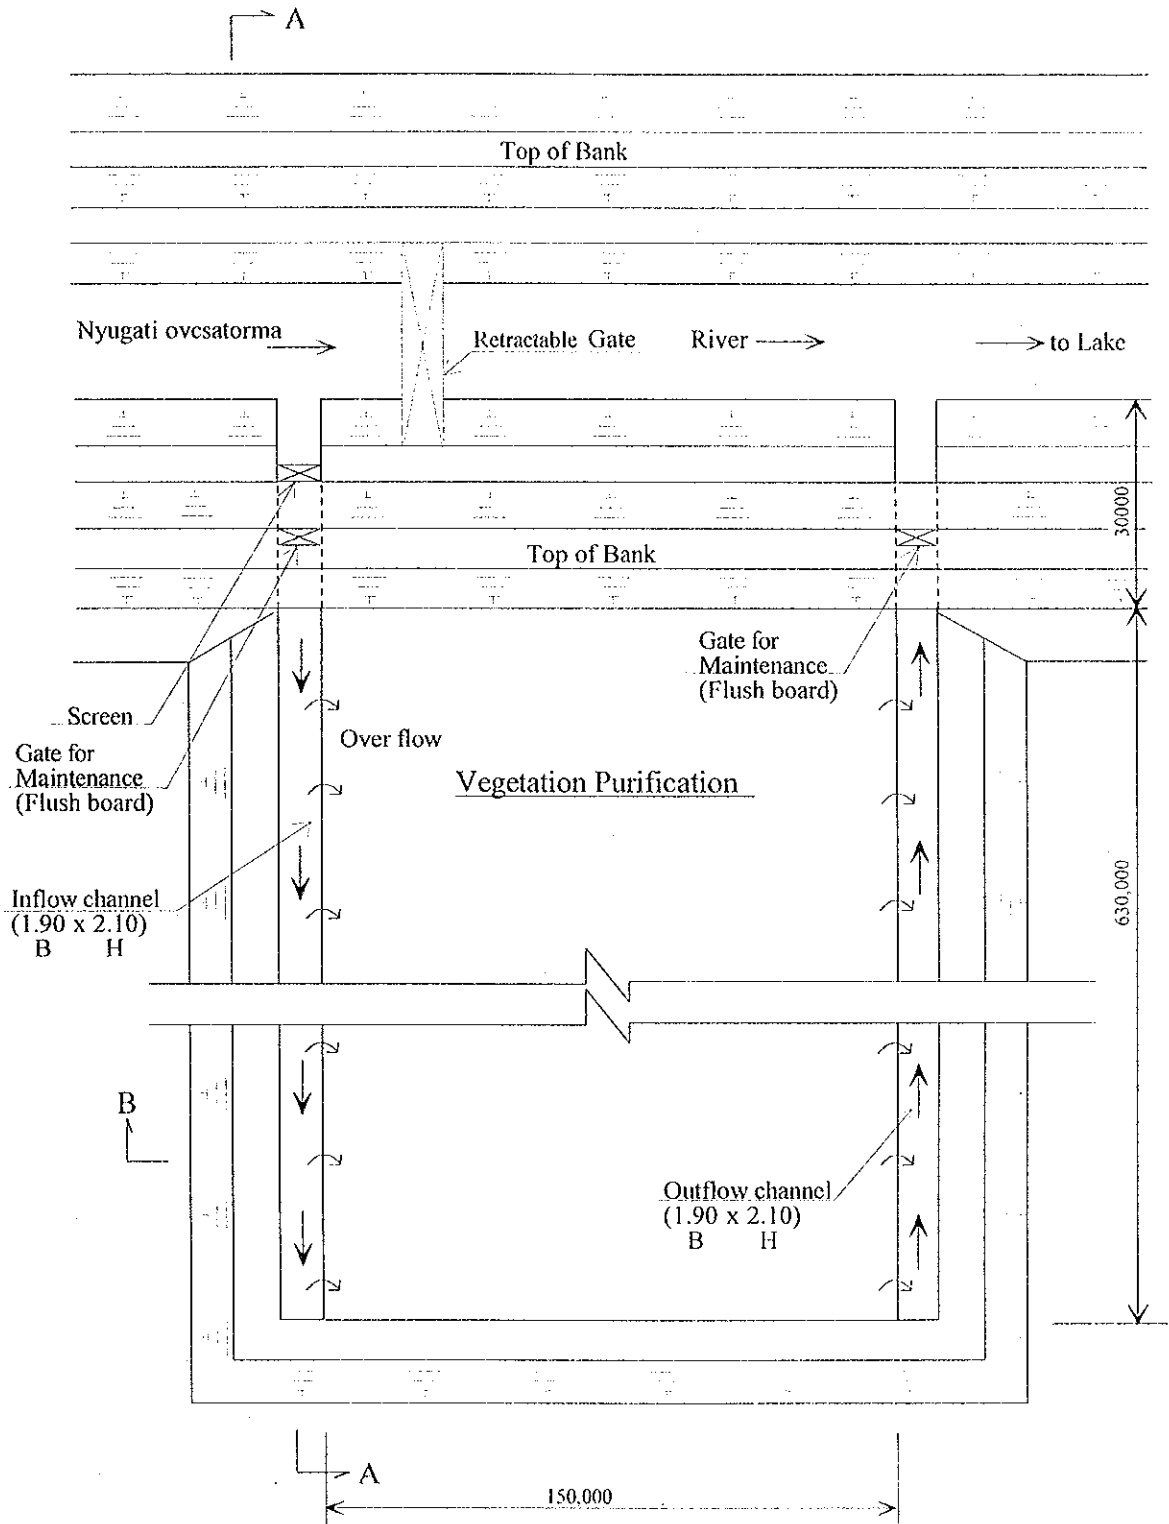 A
Top of Bank
Nyugati ovcsatorma
Retractable Gate
River
to Lake
30000
Top of Bank
Gate for
Maintenance
(Flush board)
Screen
Over flow
Gate for
Maintenance
(Flush board)
Vegetation Purification
Inflow channel
(1.90 x 2.10)
B H
630,000
B
Outflow channel
(1.90 x 2.10)
B H
A
150,000